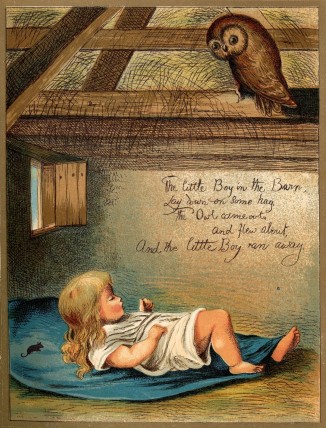 The little Boy in the Barn,
Lay down on some hay
The Owl came out,
and flew about
And the little Boy ran away